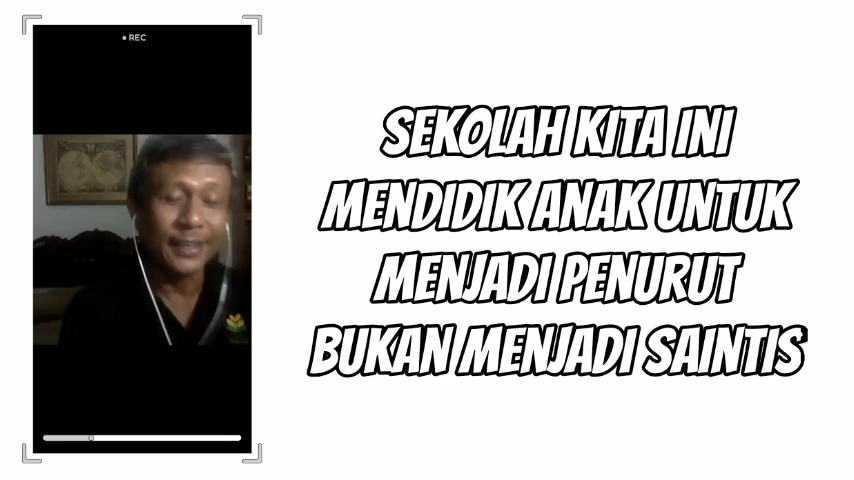 REC
SEKOLAH KITA INI
MENDIDIK ANAK UNTUK
MENJADI PENURUT
BUKAN MENJADI SAINTIS